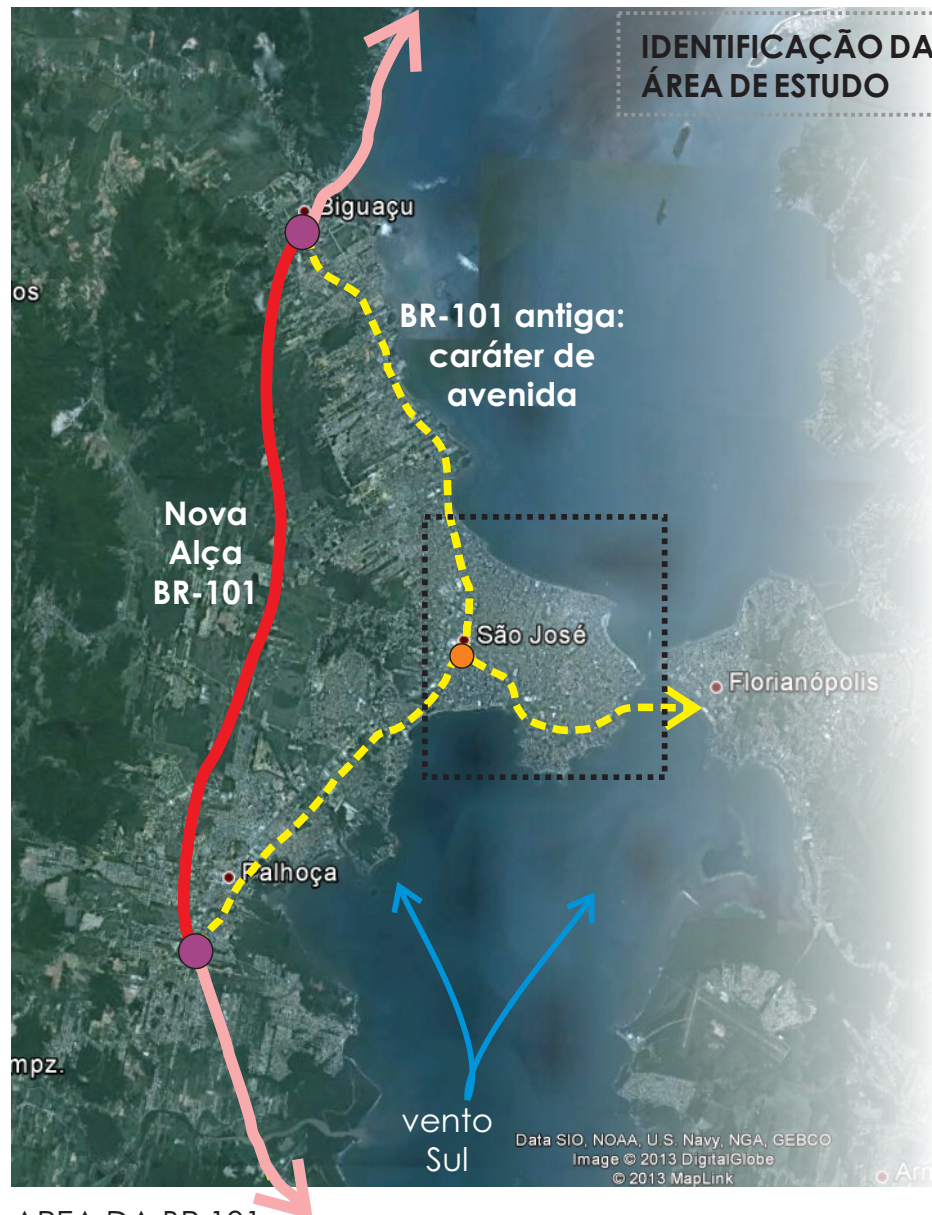 IDENTIFICAÇÃO DA
ÁREA DE ESTUDO
Biguaçu
os
BR-101 antiga:
caráter de
avenida
Nova
Alça
BR-101
São José
Florianópolis
Palhoça
mpz.
vento
Sul
Data SIO, NOAA, U.S. Navy, NGA, GEBCO
Image © 2013 DigitalGlobe
© 2013 MapLink
Arm